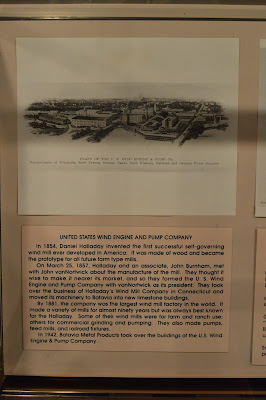 PLANT OF THE U. S. WIND ENGINE & PUMP CO.
UNITED STATES WIND ENGINE AND PUMP COMPANY
In 1854, Daniel Halladay invented the first successful self-governing
wind mill ever developed in America. It was made of wood and became
the prototype for all future farm type mills.
On March 25, 1857, Halladay and an associate, John Burnham, met
with John VanNortwick about the manufacture of the mill. They thought it
wise to make it nearer its market, and so they formed the U. S. Wind
Engine and Pump Company with VanNortwick as its president. They took
over the business of Halladay's Wind Mill Company in Connecticut and
moved its machinery to Batavia into new limestone buildings.
By 1881, the company was the largest wind mill factory in the world. It
made a variety of mills for almost ninety years but was always best known
for the Halladay. Some of their wind mills were for farm and ranch use;
others for commercial grinding and pumping. They also made pumps,
feed mills, and railroad fixtures.
In 1942, Batavia Metal Products took over the buildings of the U.S. Wind
Engine & Pump Company.